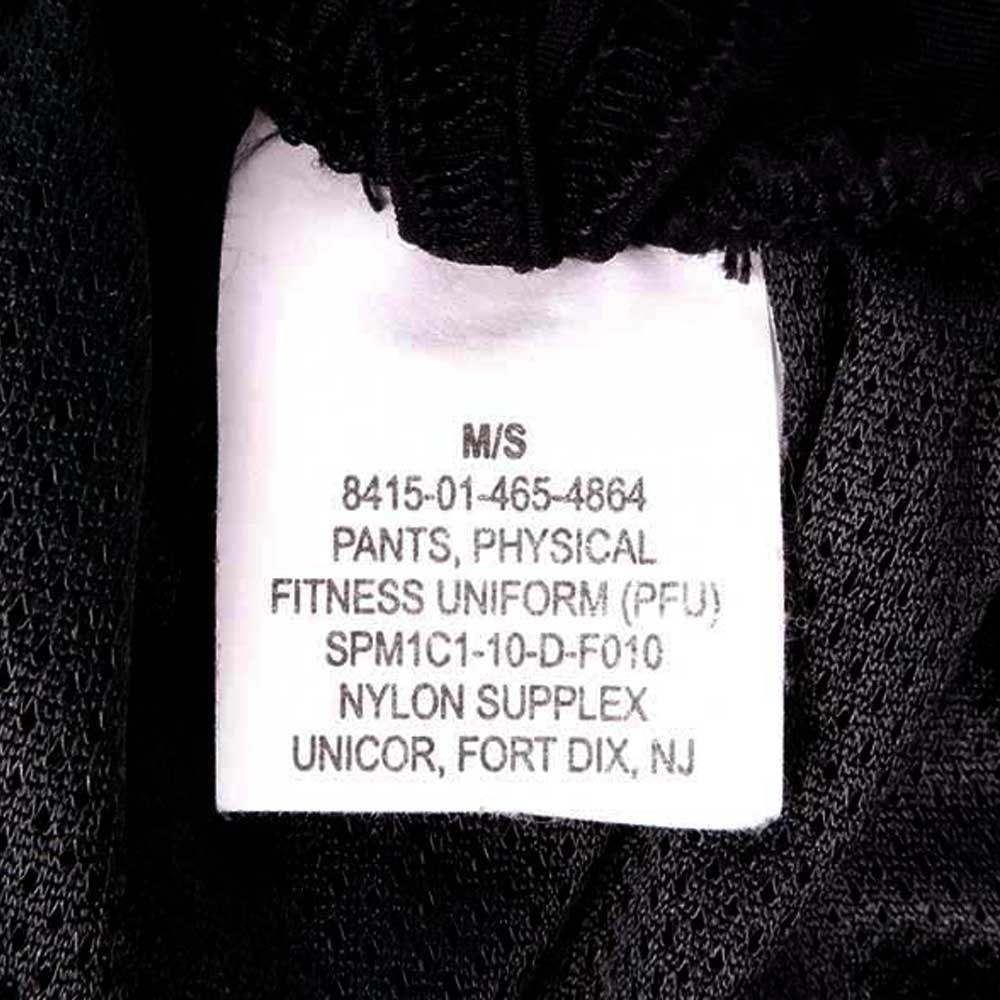 M/S
8415-01-465-4864
PANTS, PHYSICAL
FITNESS UNIFORM (PFU)
SPM1C1-10-D-F010
NYLON SUPPLEX
UNICOR, FORT DIX, NJ